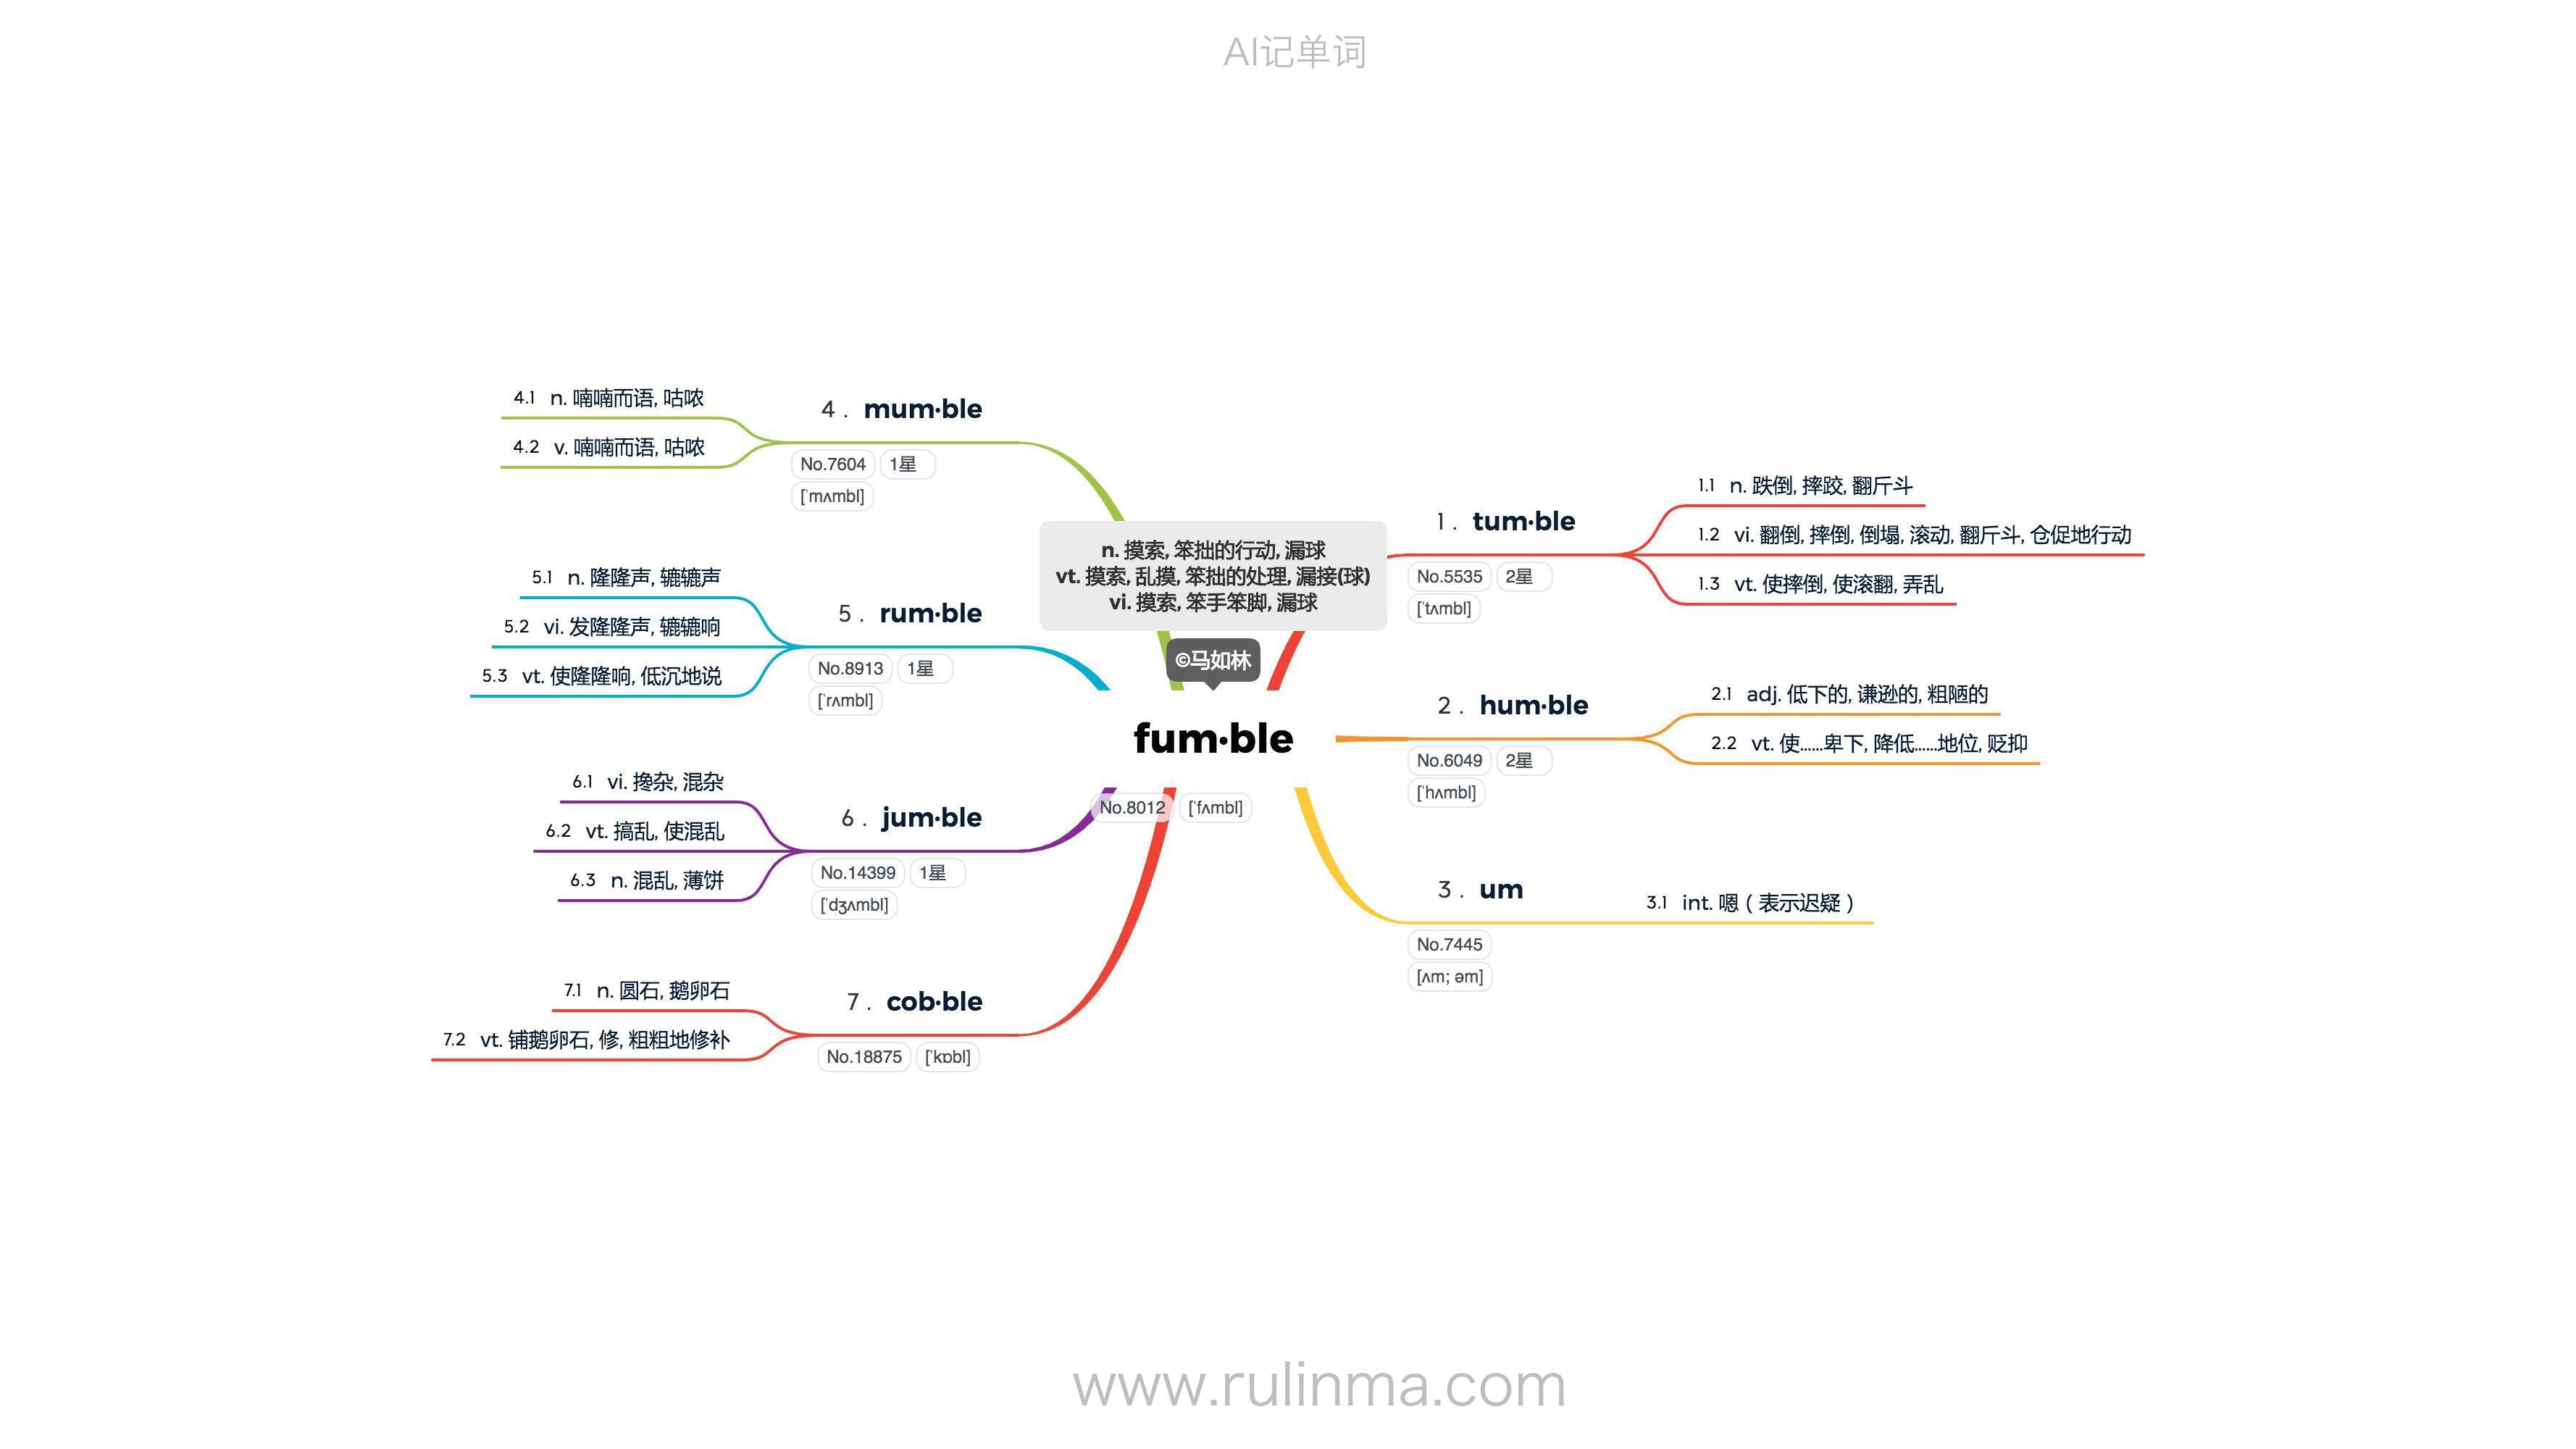 AI记单词
n. 摸索, 笨拙的行动, 漏球
vt. 摸索, 乱摸, 笨拙的处理, 漏接(球)
vi. 摸索, 笨手笨脚, 漏球
©马如林
fum·ble
No.8012 [ˈfʌmbl]
1 . tum·ble
No.5535 2星
[ˈtʌmbl]
1.1 n. 跌倒, 摔跤, 翻斤斗
1.2 vi. 翻倒, 摔倒, 倒塌, 滚动, 翻斤斗, 仓促地行动
1.3 vt. 使摔倒, 使滚翻, 弄乱
2 . hum·ble
No.6049 2星
[ˈhʌmbl]
2.1 adj. 低下的, 谦逊的, 粗陋的
2.2 vt. 使......卑下, 降低......地位, 贬抑
3 . um
No.7445
[ʌm; əm]
3.1 int. 嗯（表示迟疑）
4 . mum·ble
No.7604 1星
[ˈmʌmbl]
4.1 n. 喃喃而语, 咕哝
4.2 v. 喃喃而语, 咕哝
5 . rum·ble
No.8913 1星
[ˈrʌmbl]
5.1 n. 隆隆声, 辘辘声
5.2 vi. 发隆隆声, 辘辘响
5.3 vt. 使隆隆响, 低沉地说
6 . jum·ble
No.14399 1星
[ˈdʒʌmbl]
6.1 vi. 搀杂, 混杂
6.2 vt. 搞乱, 使混乱
6.3 n. 混乱, 薄饼
7 . cob·ble
No.18875 [ˈkɒbl]
7.1 n. 圆石, 鹅卵石
7.2 vt. 铺鹅卵石, 修, 粗粗地修补
www.rulinma.com